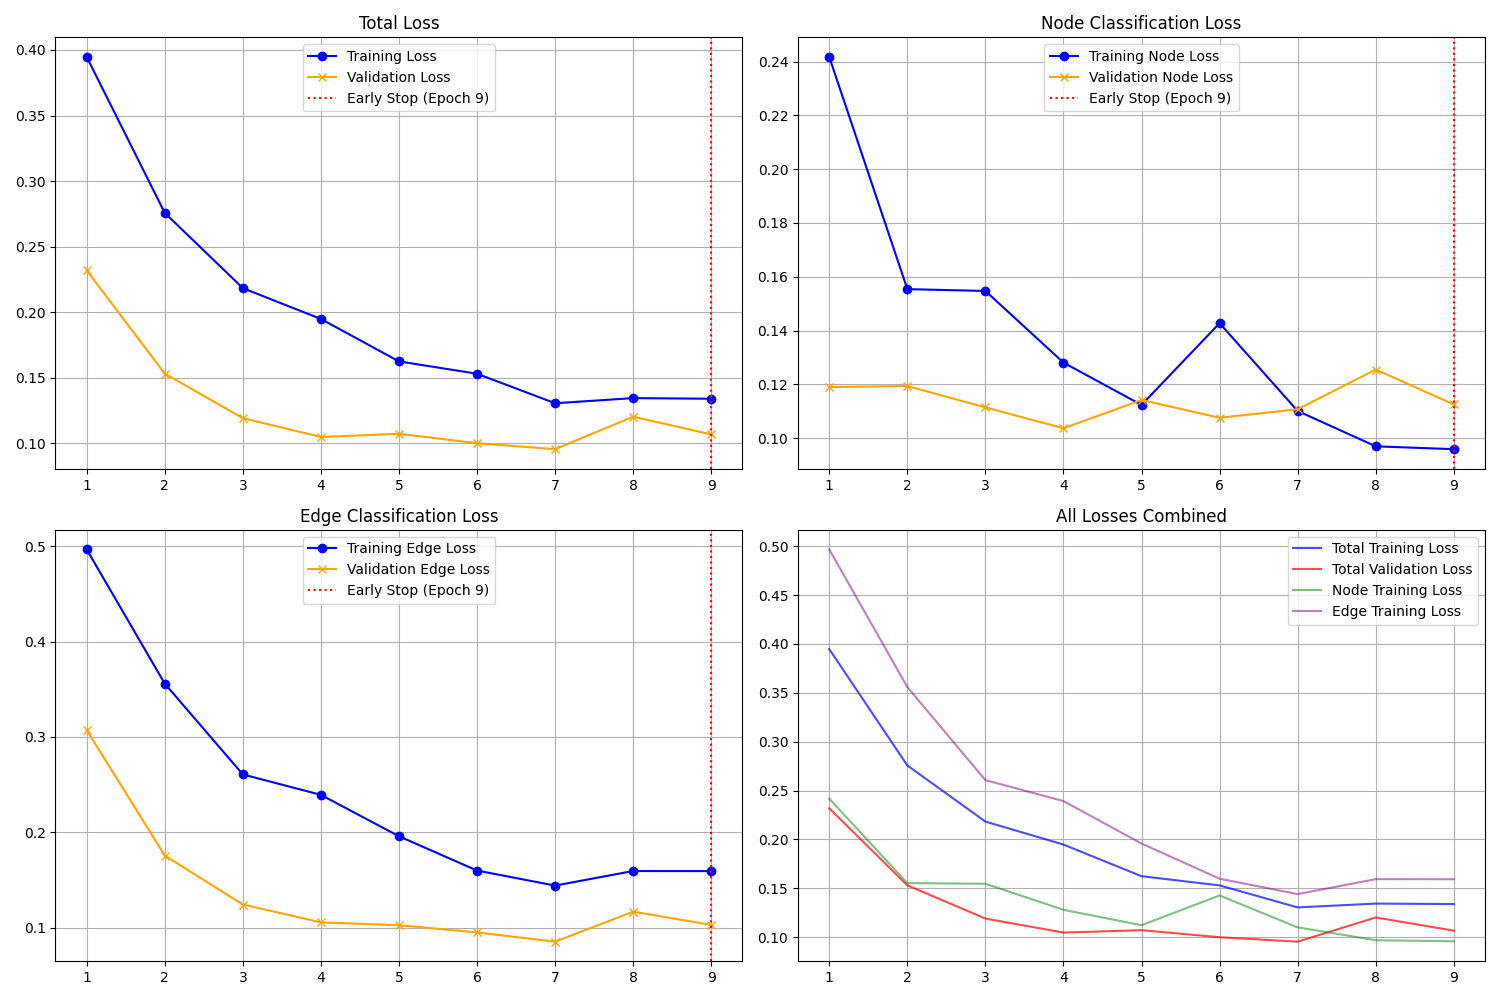 Total Loss
0.40
0.35
0.30
0.25
0.20
0.15
0.10
Training Loss
Validation Loss
Early Stop (Epoch 9)
1 2 3 4 5 6 7 8 9
Node Classification Loss
0.24
0.22
0.20
0.18
0.16
0.14
0.12
0.10
Training Node Loss
Validation Node Loss
Early Stop (Epoch 9)
1 2 3 4 5 6 7 8 9
Edge Classification Loss
0.5
0.4
0.3
0.2
0.1
Training Edge Loss
Validation Edge Loss
Early Stop (Epoch 9)
1 2 3 4 5 6 7 8 9
All Losses Combined
0.50
0.45
0.40
0.35
0.30
0.25
0.20
0.15
0.10
Total Training Loss
Total Validation Loss
Node Training Loss
Edge Training Loss
1 2 3 4 5 6 7 8 9